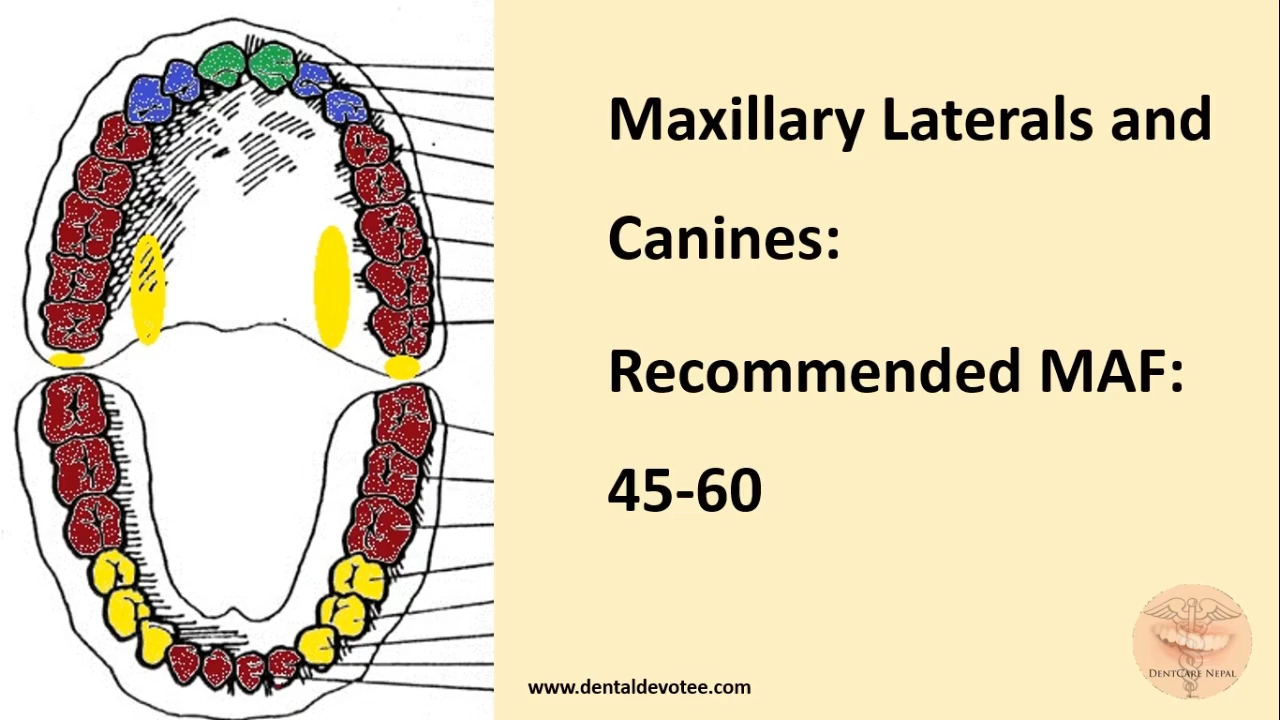 Maxillary Laterals and
Canines:
Recommended MAF:
45-60
www.dentaldevotee.com
DENTCARE NEPAL